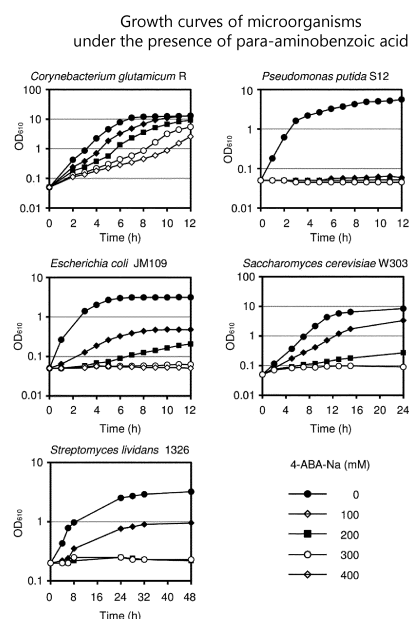 Growth curves of microorganisms
under the presence of para-aminobenzoic acid
Corynebacterium glutamicum R
100
10
1
0.1
0.01
OD610
0 2 4 6 8 10 12
Time (h)
Pseudomonas putida S12
10
1
0.1
0.01
OD610
0 2 4 6 8 10 12
Time (h)
Escherichia coli JM109
10
1
0.1
0.01
OD610
0 2 4 6 8 10 12
Time (h)
Saccharomyces cerevisiae W303
100
10
1
0.1
0.01
OD610
0 4 8 12 16 20 24
Time (h)
Streptomyces lividans 1326
10
1
0.1
OD610
0 8 16 24 32 40 48
Time (h)
4-ABA-Na (mM)
0
100
200
300
400